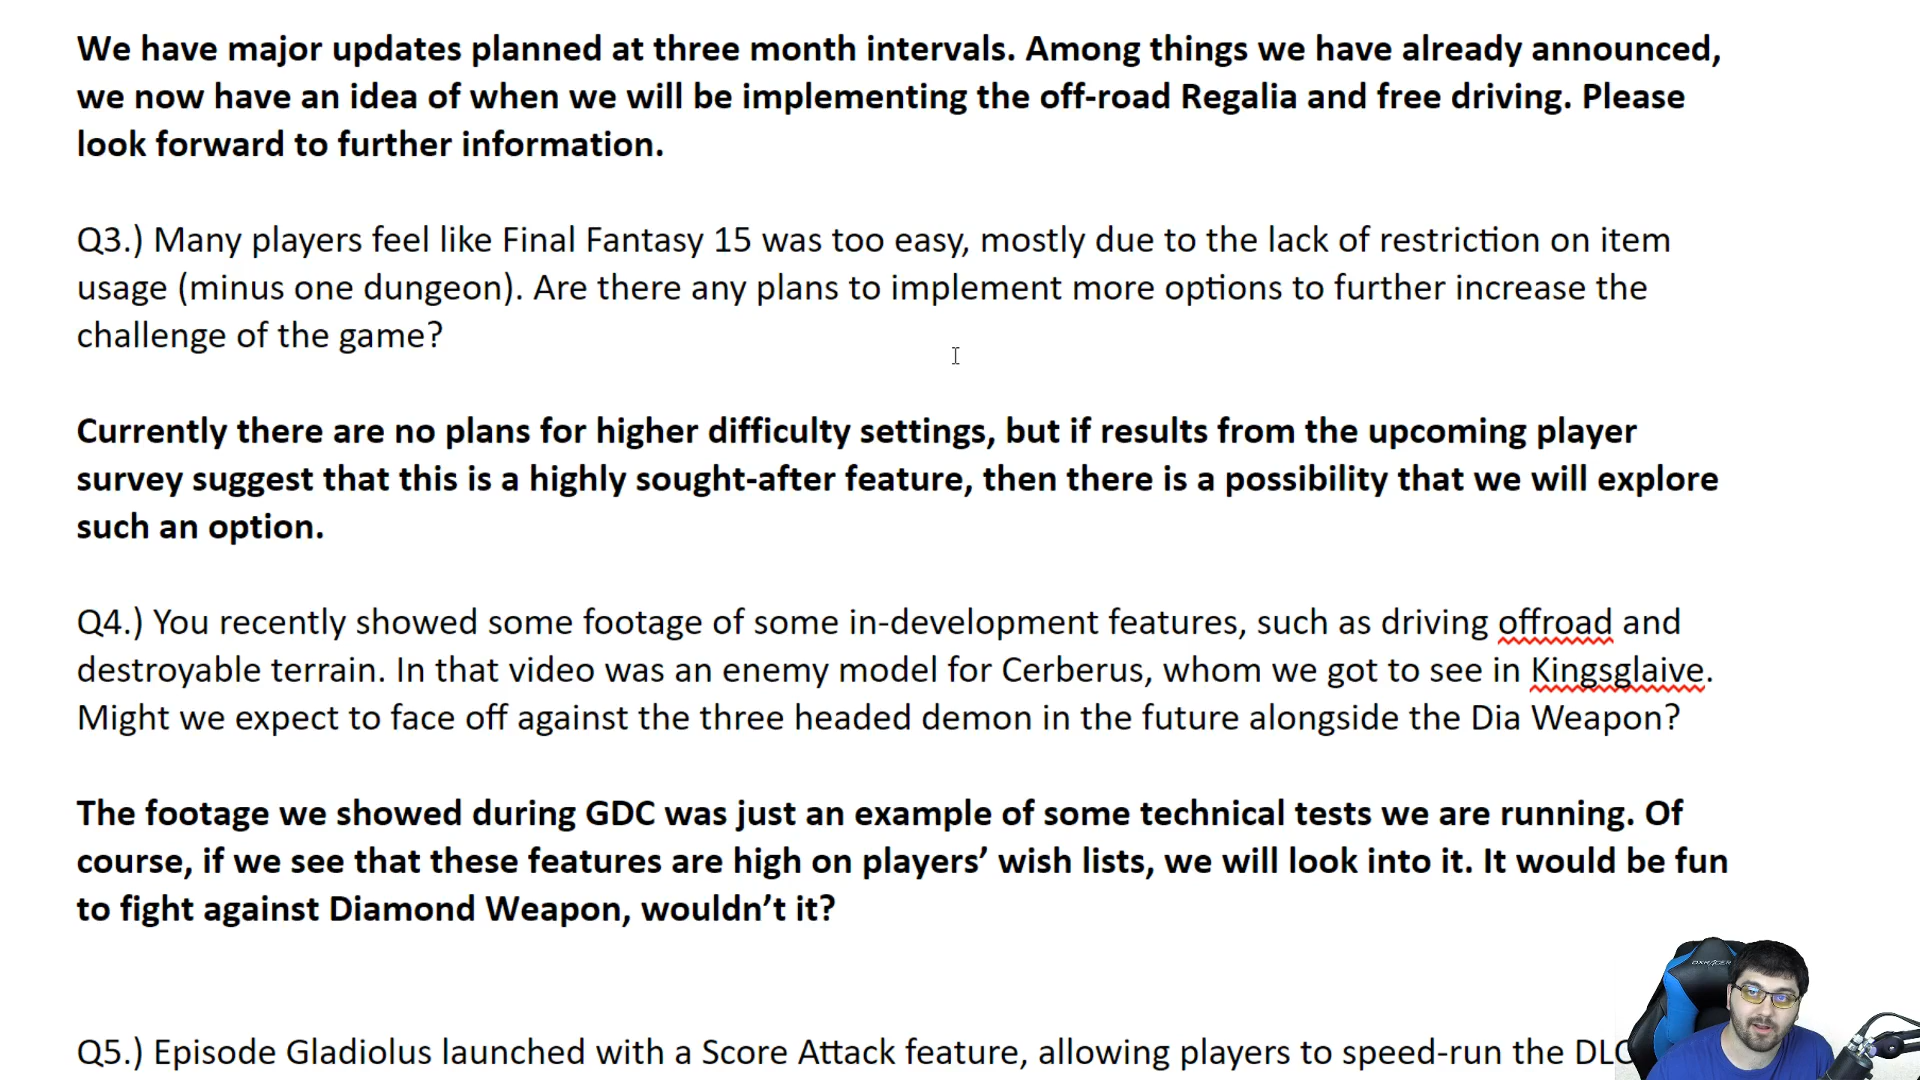 We have major updates planned at three month intervals. Among things we have already announced,
we now have an idea of when we will be implementing the off-road Regalia and free driving. Please
look forward to further information.
Q3.) Many players feel like Final Fantasy 15 was too easy, mostly due to the lack of restriction on item
usage (minus one dungeon). Are there any plans to implement more options to further increase the
challenge of the game?
Currently there are no plans for higher difficulty settings, but if results from the upcoming player
survey suggest that this is a highly sought-after feature, then there is a possibility that we will explore
such an option.
Q4.) You recently showed some footage of some in-development features, such as driving offroad and
destroyable terrain. In that video was an enemy model for Cerberus, whom we got to see in Kingsglaive.
Might we expect to face off against the three headed demon in the future alongside the Dia Weapon?
The footage we showed during GDC was just an example of some technical tests we are running. Of
course, if we see that these features are high on players’ wish lists, we will look into it. It would be fun
to fight against Diamond Weapon, wouldn’t it?
Q5.) Episode Gladiolus launched with a Score Attack feature, allowing players to speed-run the DLC